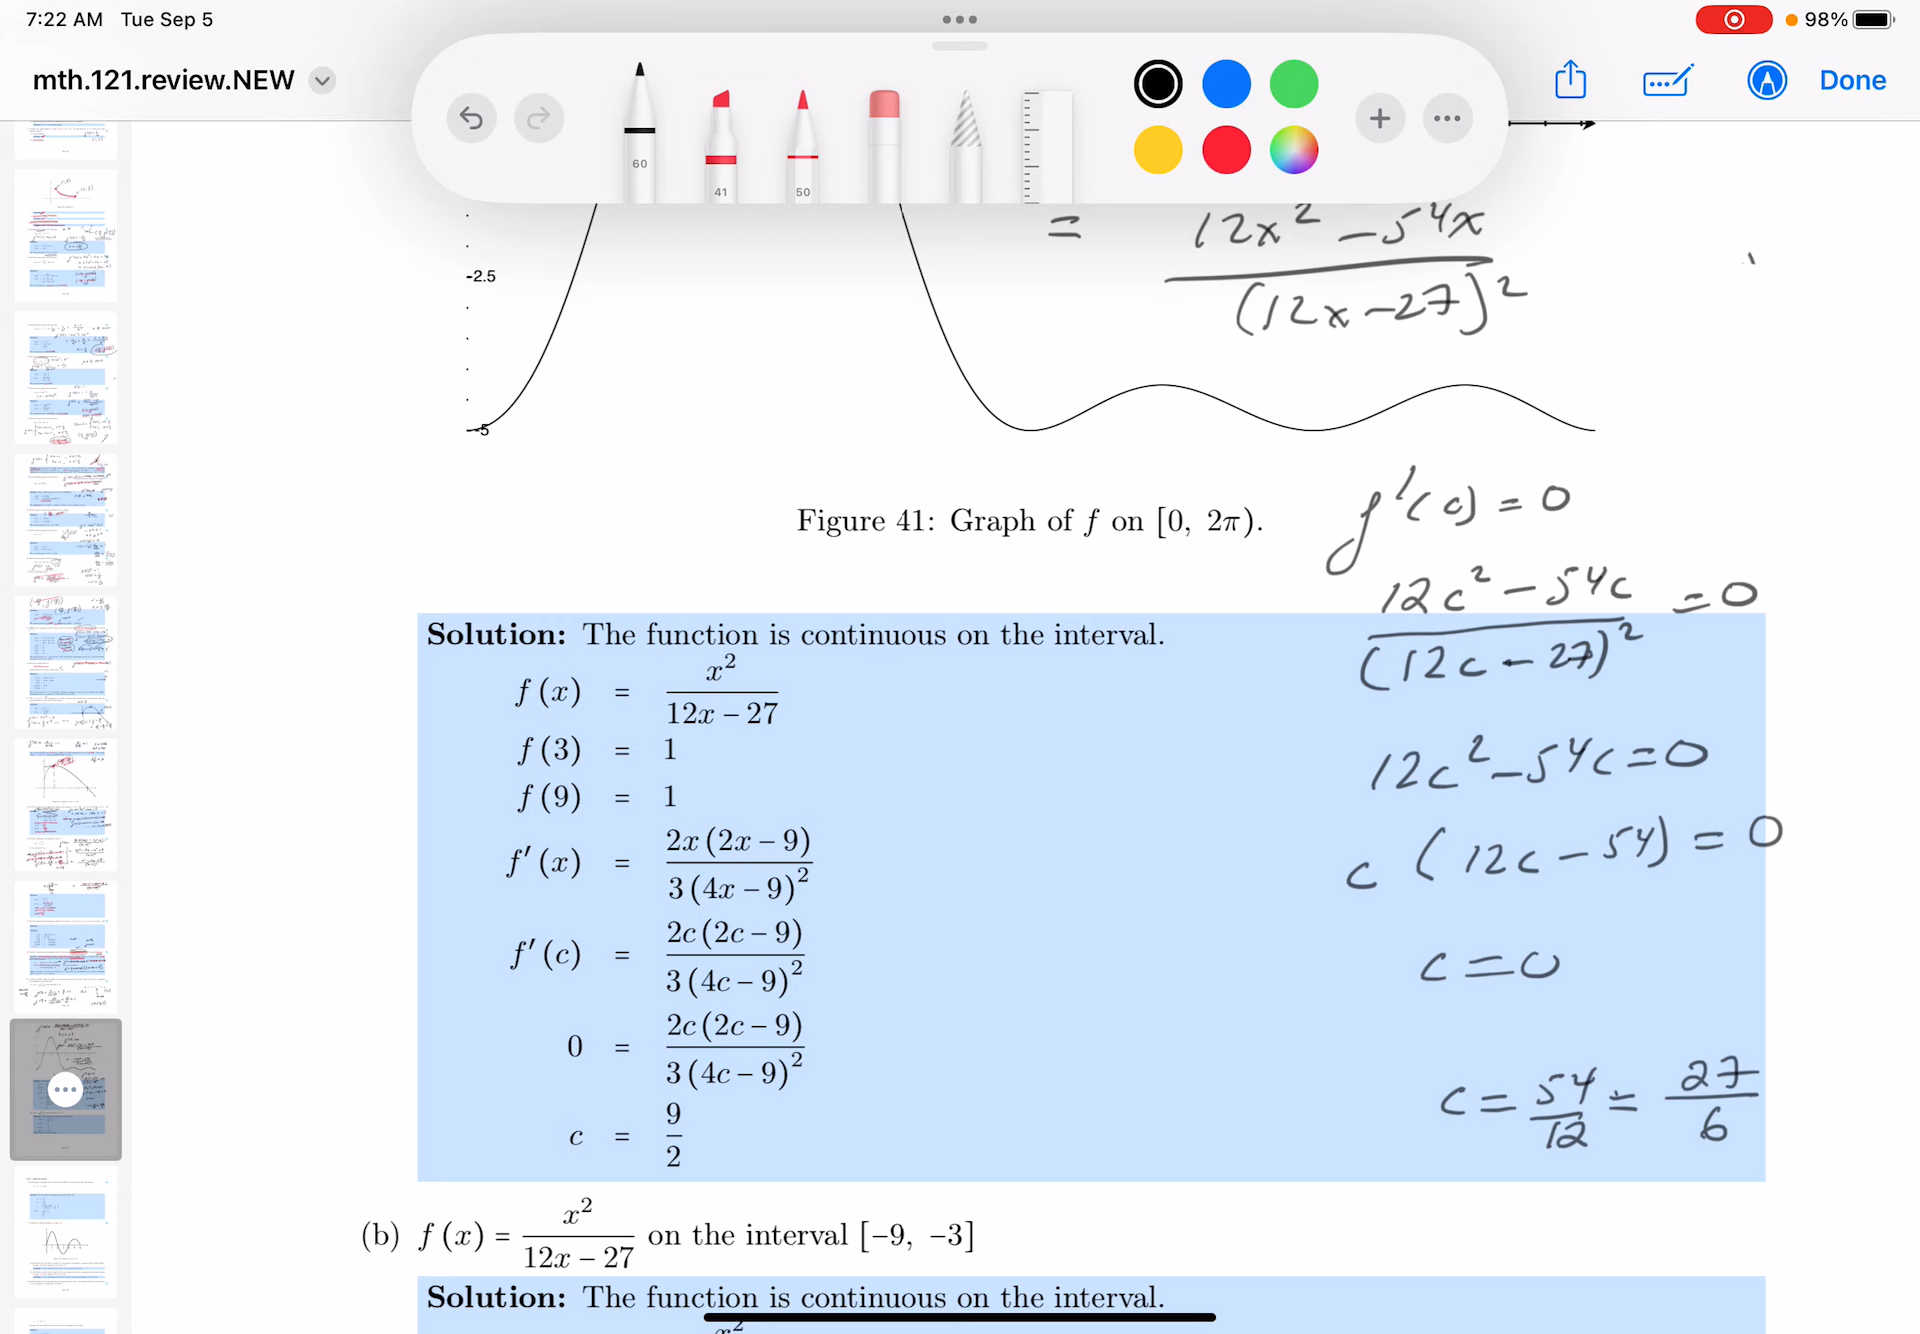 7:22 AM Tue Sep 5
98%
mth.121.review.NEW
Done
60
41
50
= 12x² − 54x
(12x − 27)²
-2.5
-5
Figure 41: Graph of f on [0, 2π).
f'(c) = 0
12c² − 54c = 0
(12c − 27)²
Solution: The function is continuous on the interval.
f (x) = x² / 12x − 27
f (3) = 1
f (9) = 1
f′ (x) = 2x (2x − 9) / 3 (4x − 9)²
f′ (c) = 2c (2c − 9) / 3 (4c − 9)²
0 = 2c (2c − 9) / 3 (4c − 9)²
c = 9 / 2
12c² − 54c = 0
c (12c − 54) = 0
c = 0
c = 54 / 12 = 27 / 6
(b) f (x) = x² / 12x − 27 on the interval [−9, −3]
Solution: The function is continuous on the interval.
x²